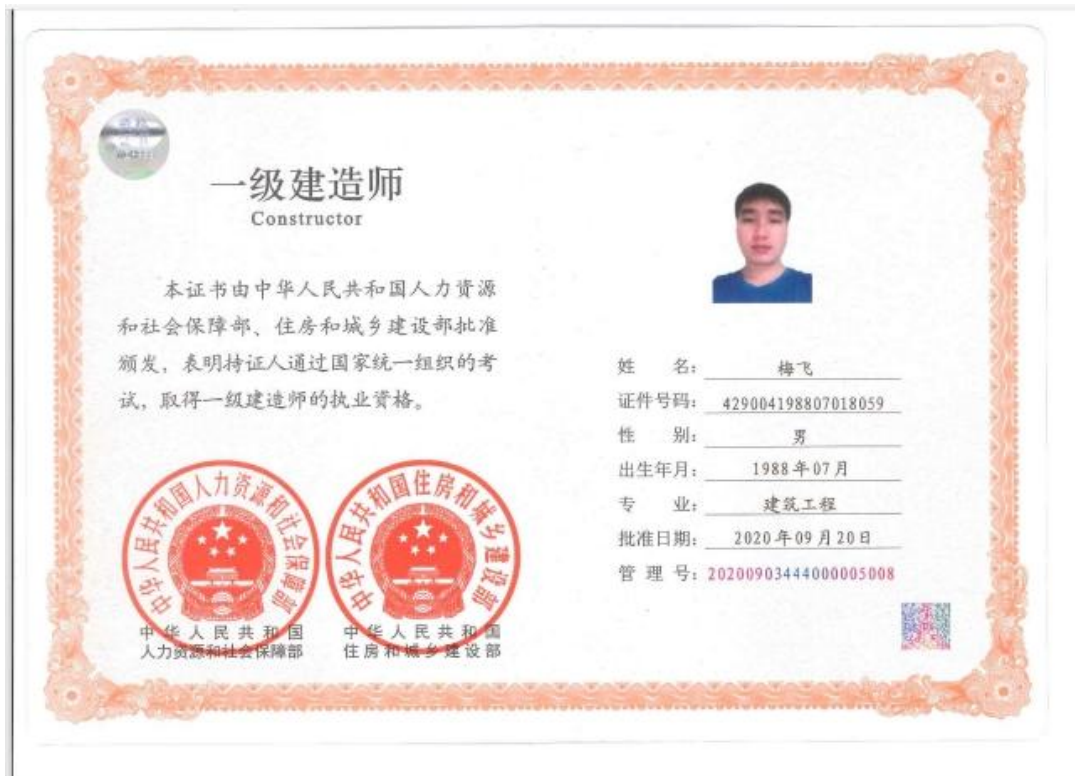 一级建造师
Constructor
本证书由中华人民共和国人力资源
和社会保障部、住房和城乡建设部批准
颁发，表明持证人通过国家统一组织的考
试，取得一级建造师的执业资格。
中华人民共和国人力资源和社会保障部
中华人民共和国住房和城乡建设部
中华人民共和国
人力资源和社会保障部
中华人民共和国
住房和城乡建设部
姓 名： 梅飞
证件号码： 429004198807018059
性 别： 男
出生年月： 1988年07月
专 业： 建筑工程
批准日期： 2020年09月20日
管 理 号：20200903444000005008